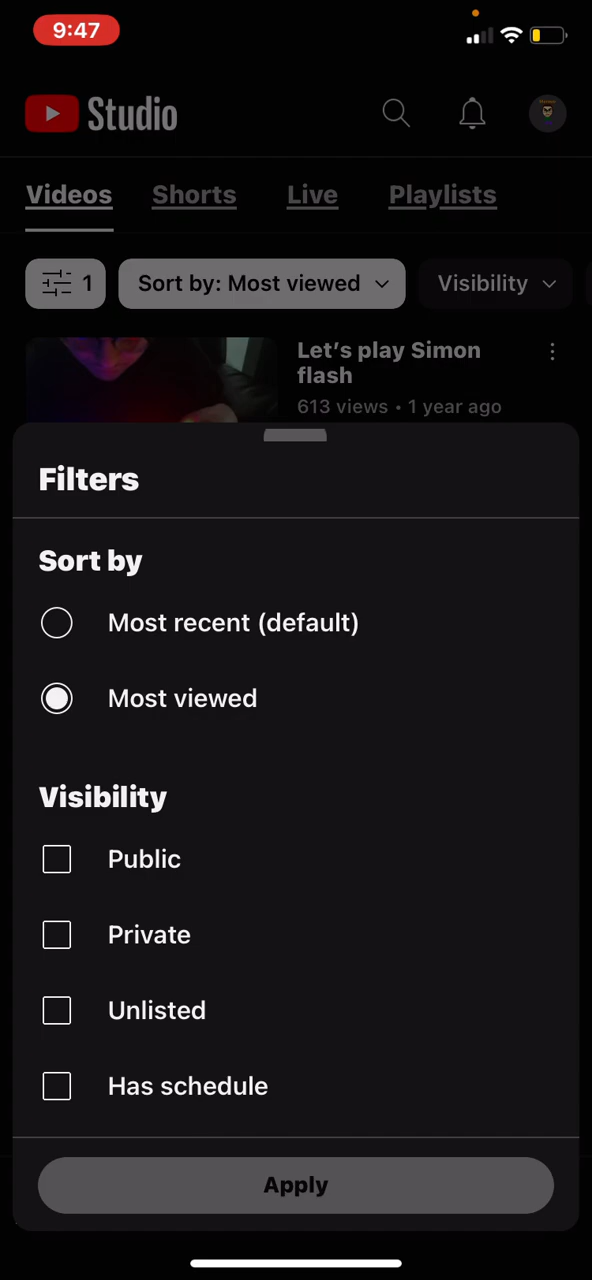 9:47
Studio
Videos Shorts Live Playlists
1 Sort by: Most viewed Visibility
Let’s play Simon
flash
613 views • 1 year ago
Filters
Sort by
Most recent (default)
Most viewed
Visibility
Public
Private
Unlisted
Has schedule
Apply